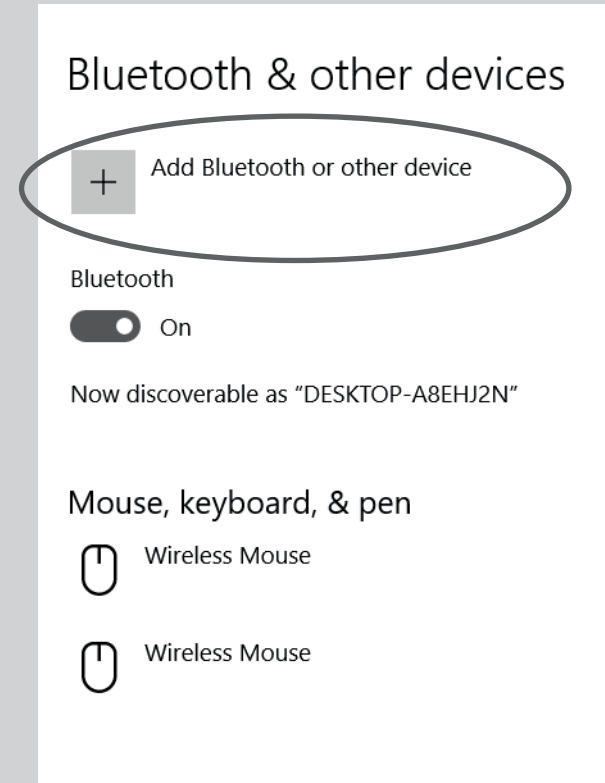 Bluetooth & other devices
Add Bluetooth or other device
Bluetooth
On
Now discoverable as “DESKTOP-A8EHJ2N”
Mouse, keyboard, & pen
Wireless Mouse
Wireless Mouse